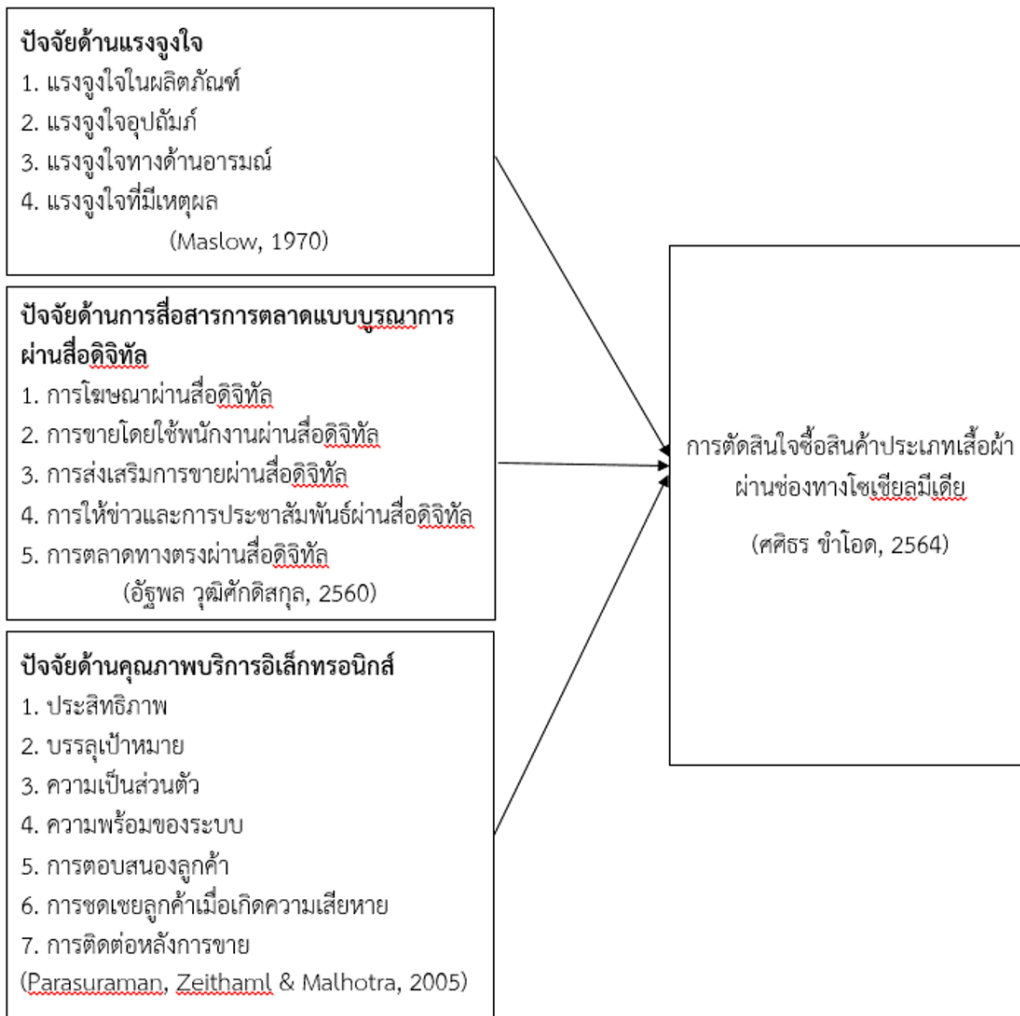 ปัจจัยด้านแรงจูงใจ
1. แรงจูงใจในผลิตภัณฑ์
2. แรงจูงใจอุปถัมภ์
3. แรงจูงใจทางด้านอารมณ์
4. แรงจูงใจที่มีเหตุผล
(Maslow, 1970)
ปัจจัยด้านการสื่อสารการตลาดแบบบูรณาการ
ผ่านสื่อดิจิทัล
1. การโฆษณาผ่านสื่อดิจิทัล
2. การขายโดยใช้พนักงานผ่านสื่อดิจิทัล
3. การส่งเสริมการขายผ่านสื่อดิจิทัล
4. การให้ข่าวและการประชาสัมพันธ์ผ่านสื่อดิจิทัล
5. การตลาดทางตรงผ่านสื่อดิจิทัล
(อัฐพล วุฒิศักดิสกุล, 2560)
ปัจจัยด้านคุณภาพบริการอิเล็กทรอนิกส์
1. ประสิทธิภาพ
2. บรรลุเป้าหมาย
3. ความเป็นส่วนตัว
4. ความพร้อมของระบบ
5. การตอบสนองลูกค้า
6. การชดเชยลูกค้าเมื่อเกิดความเสียหาย
7. การติดต่อหลังการขาย
(Parasuraman, Zeithaml & Malhotra, 2005)
การตัดสินใจซื้อสินค้าประเภทเสื้อผ้า
ผ่านช่องทางโซเชียลมีเดีย
(ศศิธร ขำโอด, 2564)